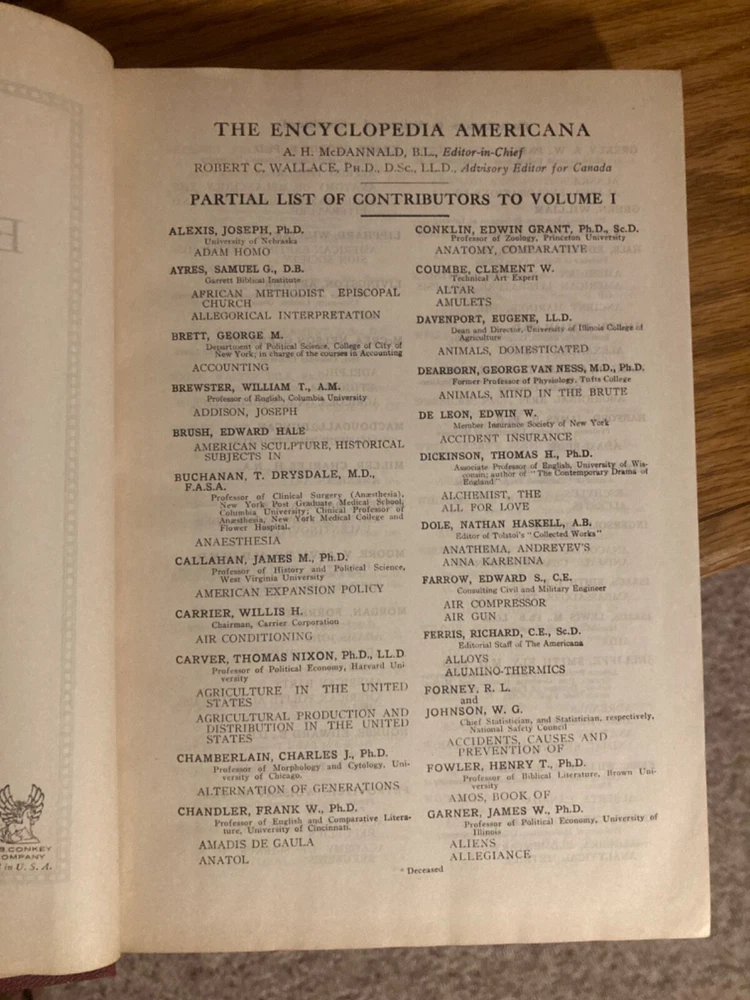 THE ENCYCLOPEDIA AMERICANA
A. H. McDANNALD, B.L., Editor-in-Chief
ROBERT C. WALLACE, PH.D., D.SC., LL.D., Advisory Editor for Canada
PARTIAL LIST OF CONTRIBUTORS TO VOLUME I
ALEXIS, JOSEPH, Ph.D.
University of Nebraska
ADAM HOMO
AYRES, SAMUEL G., D.B.
Garrett Biblical Institute
AFRICAN METHODIST EPISCOPAL
CHURCH
ALLEGORICAL INTERPRETATION
BRETT, GEORGE M.
Department of Political Science, College of City of
New York; in charge of the courses in Accounting
ACCOUNTING
BREWSTER, WILLIAM T., A.M.
Professor of English, Columbia University
ADDISON, JOSEPH
BRUSH, EDWARD HALE
AMERICAN SCULPTURE, HISTORICAL
SUBJECTS IN
BUCHANAN, T. DRYSDALE, M.D.,
F.A.S.A.
Professor of Clinical Surgery (Anæsthesia),
New York Post Graduate Medical School,
Columbia University; Clinical Professor of
Anæsthesia, New York Medical College and
Flower Hospital.
ANAESTHESIA
CALLAHAN, JAMES M., Ph.D.
Professor of History and Political Science,
West Virginia University
AMERICAN EXPANSION POLICY
CARRIER, WILLIS H.
Chairman, Carrier Corporation
AIR CONDITIONING
CARVER, THOMAS NIXON, Ph.D., LL.D
Professor of Political Economy, Harvard Uni-
versity
AGRICULTURE IN THE UNITED
STATES
AGRICULTURAL PRODUCTION AND
DISTRIBUTION IN THE UNITED
STATES
CHAMBERLAIN, CHARLES J., Ph.D.
Professor of Morphology and Cytology, Uni-
versity of Chicago.
ALTERNATION OF GENERATIONS
CHANDLER, FRANK W., Ph.D.
Professor of English and Comparative Litera-
ture, University of Cincinnati.
AMADIS DE GAULA
ANATOL
CONKLIN, EDWIN GRANT, Ph.D., Sc.D.
Professor of Zoology, Princeton University
ANATOMY, COMPARATIVE
COUMBE, CLEMENT W.
Technical Art Expert
ALTAR
AMULETS
DAVENPORT, EUGENE, LL.D.
Dean and Director, University of Illinois College of
Agriculture
ANIMALS, DOMESTICATED
DEARBORN, GEORGE VAN NESS, M.D., Ph.D.
Former Professor of Physiology, Tufts College
ANIMALS, MIND IN THE BRUTE
DE LEON, EDWIN W.
Member Insurance Society of New York
ACCIDENT INSURANCE
DICKINSON, THOMAS H., Ph.D.
Associate Professor of English, University of Wis-
consin; author of "The Contemporary Drama of
England"
ALCHEMIST, THE
ALL FOR LOVE
DOLE, NATHAN HASKELL, A.B.
Editor of Tolstoi's "Collected Works"
ANATHEMA, ANDREYEV'S
ANNA KARENINA
FARROW, EDWARD S., C.E.
Consulting Civil and Military Engineer
AIR COMPRESSOR
AIR GUN
FERRIS, RICHARD, C.E., Sc.D.
Editorial Staff of The Americana
ALLOYS
ALUMINO-THERMICS
FORNEY, R. L.
and
JOHNSON, W. G.
Chief Statistician, and Statistician, respectively,
National Safety Council
ACCIDENTS, CAUSES AND
PREVENTION OF
FOWLER, HENRY T., Ph.D.
Professor of Biblical Literature, Brown Uni-
versity
AMOS, BOOK OF
GARNER, JAMES W., Ph.D.
Professor of Political Economy, University of
Illinois
ALIENS
ALLEGIANCE
* Deceased
CONKEY
OMPANY
in U. S. A.